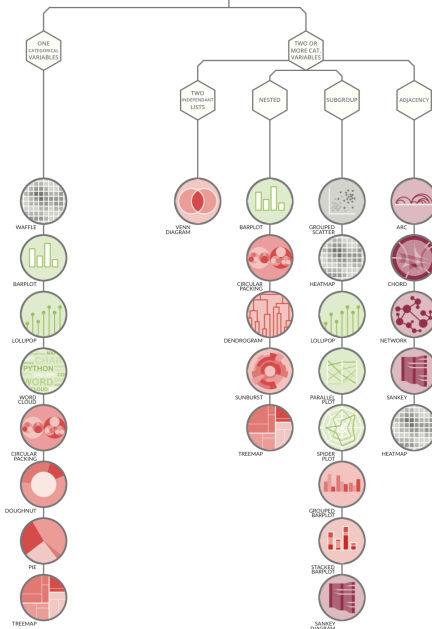 ONE
CATEGORICAL
VARIABLES
TWO OR
MORE CAT.
VARIABLES
TWO
INDEPENDANT
LISTS
NESTED
SUBGROUP
ADJACENCY
WAFFLE
BARPLOT
LOLLIPOP
PYTHON
WORD
CLOUD
WORD
CLOUD
CIRCULAR
PACKING
DOUGHNUT
PIE
TREEMAP
VENN
DIAGRAM
BARPLOT
CIRCULAR
PACKING
DENDROGRAM
SUNBURST
TREEMAP
GROUPED
SCATTER
HEATMAP
LOLLIPOP
PARALLEL
PLOT
SPIDER
PLOT
GROUPED
BARPLOT
STACKED
BARPLOT
SANKEY
DIAGRAM
ARC
CHORD
NETWORK
SANKEY
HEATMAP